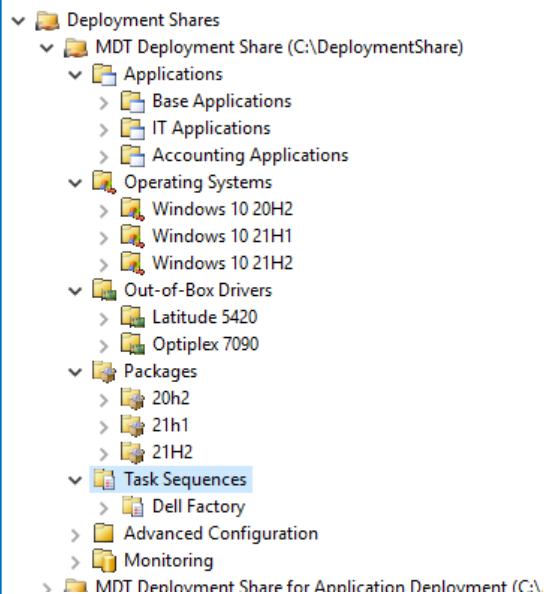 Deployment Shares
MDT Deployment Share (C:\DeploymentShare)
Applications
Base Applications
IT Applications
Accounting Applications
Operating Systems
Windows 10 20H2
Windows 10 21H1
Windows 10 21H2
Out-of-Box Drivers
Latitude 5420
Optiplex 7090
Packages
20h2
21h1
21H2
Task Sequences
Dell Factory
Advanced Configuration
Monitoring
MDT Deployment Share for Application Deployment (C:\